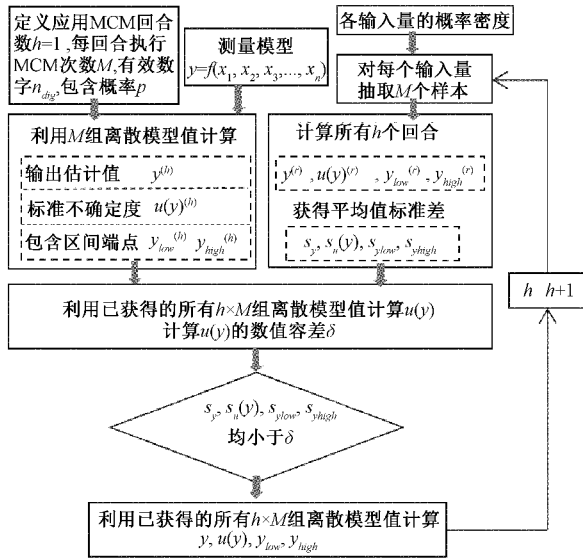 定义应用MCM回合
数h=1 ,每回合执行
MCM次数M,有效数
字n_dig,包含概率p
测量模型
y=f(x₁, x₂, x₃,..., xₙ)
各输入量的概率密度
对每个输入量
抽取M个样本
利用M组离散模型值计算
输出估计值 y^(h)
标准不确定度 u(y)^(h)
包含区间端点 y_low^(h) y_high^(h)
计算所有h个回合
y^(r) , u(y)^(r) , y_low^(r) , y_high^(r)
获得平均值标准差
s_y, s_u(y), s_ylow, s_yhigh
h h+1
利用已获得的所有h×M组离散模型值计算u(y)
计算u(y)的数值容差δ
s_y, s_u(y), s_ylow, s_yhigh
均小于δ
利用已获得的所有h×M组离散模型值计算
y, u(y), y_low, y_high